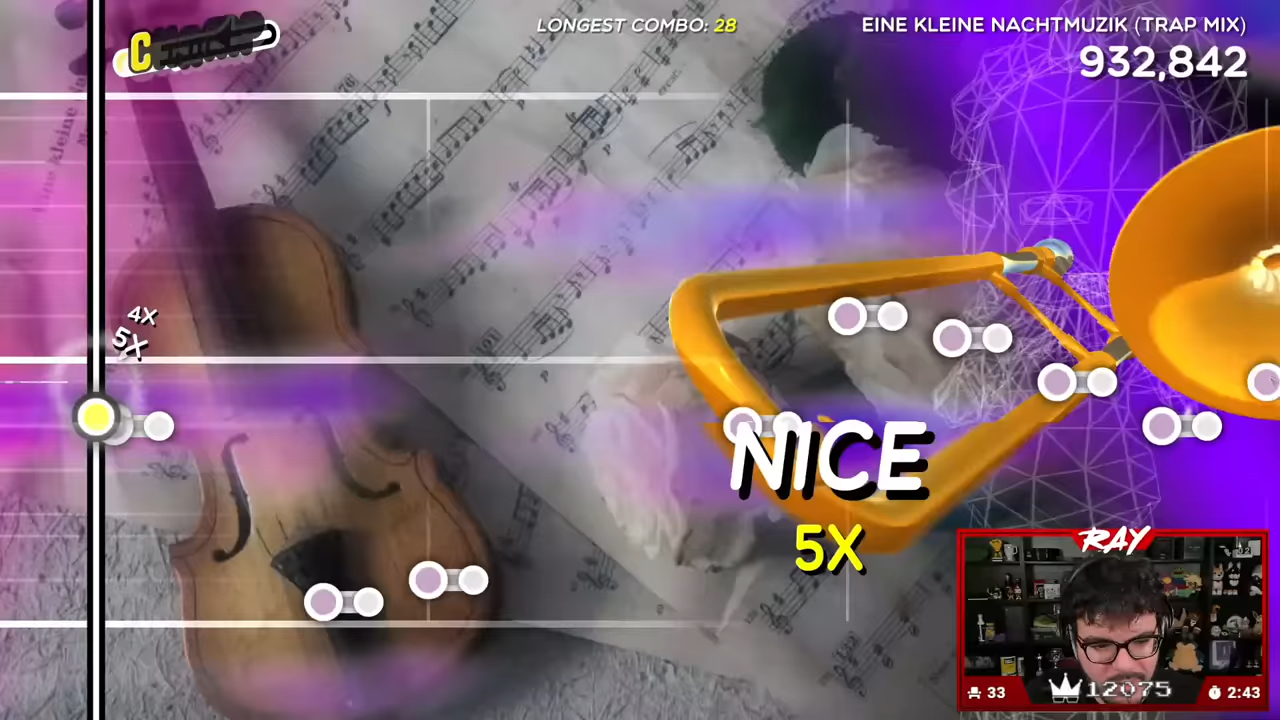 C
LONGEST COMBO: 28
EINE KLEINE NACHTMUZIK (TRAP MIX)
932,842
4X
5X
NICE
5X
RAY
33
12075
2:43